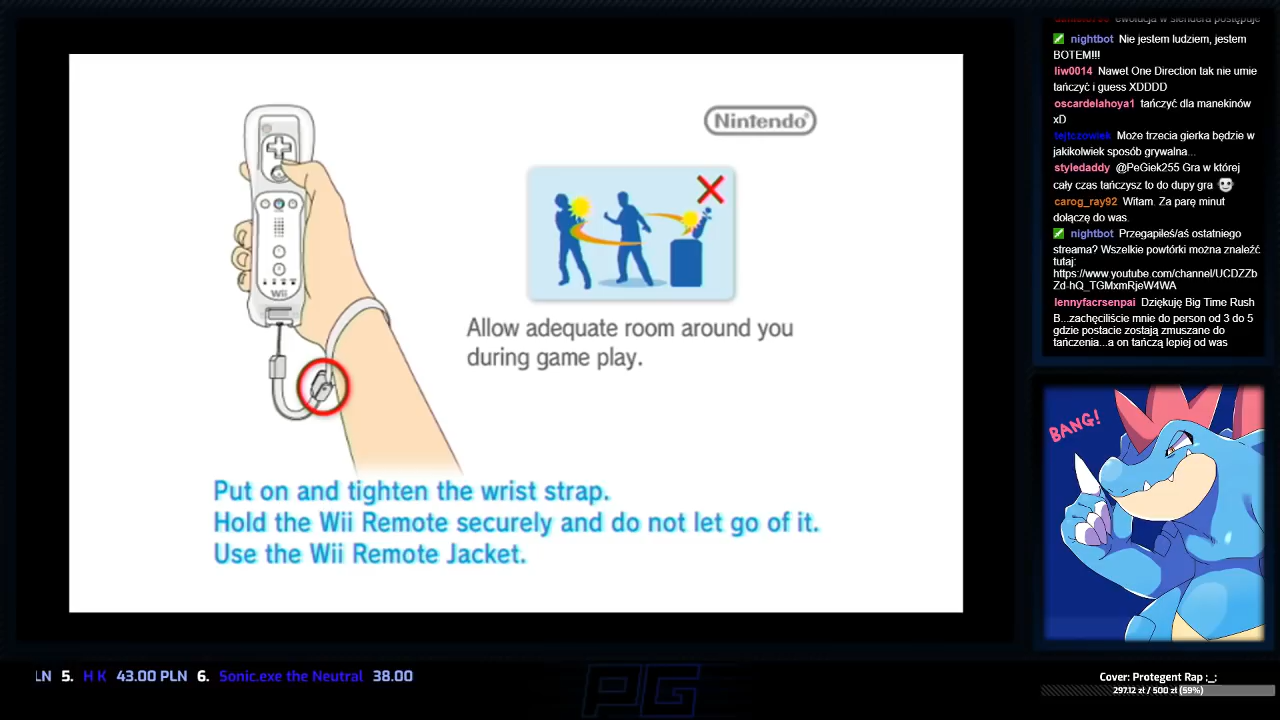 Nintendo
Allow adequate room around you
during game play.
Wii
Put on and tighten the wrist strap.
Hold the Wii Remote securely and do not let go of it.
Use the Wii Remote Jacket.
ewolucja w slendera postępuje
nightbot Nie jestem ludziem, jestem
BOTEM!!!
liw0014 Nawet One Direction tak nie umie
tańczyć i guess XDDDD
oscardelahoya1 tańczyć dla manekinów
xD
tejtczowiek Może trzecia gierka będzie w
jakikolwiek sposób grywalna...
styledaddy @PeGiek255 Gra w której
cały czas tańczysz to do dupy gra
carog_ray92 Witam. Za parę minut
dołączę do was.
nightbot Przegapiłeś/aś ostatniego
streama? Wszelkie powtórki można znaleźć
tutaj:
https://www.youtube.com/channel/UCDZZb
Zd-hQ_TGMxmRjeW4WA
lennyfacrsenpai Dziękuję Big Time Rush
B...zachęciliście mnie do person od 3 do 5
gdzie postacie zostają zmuszane do
tańczenia...a on tańczą lepiej od was
BANG!
LN 5. H K 43.00 PLN 6. Sonic.exe the Neutral 38.00
PG
Cover: Protegent Rap :_:
297.12 zł / 500 zł (59%)